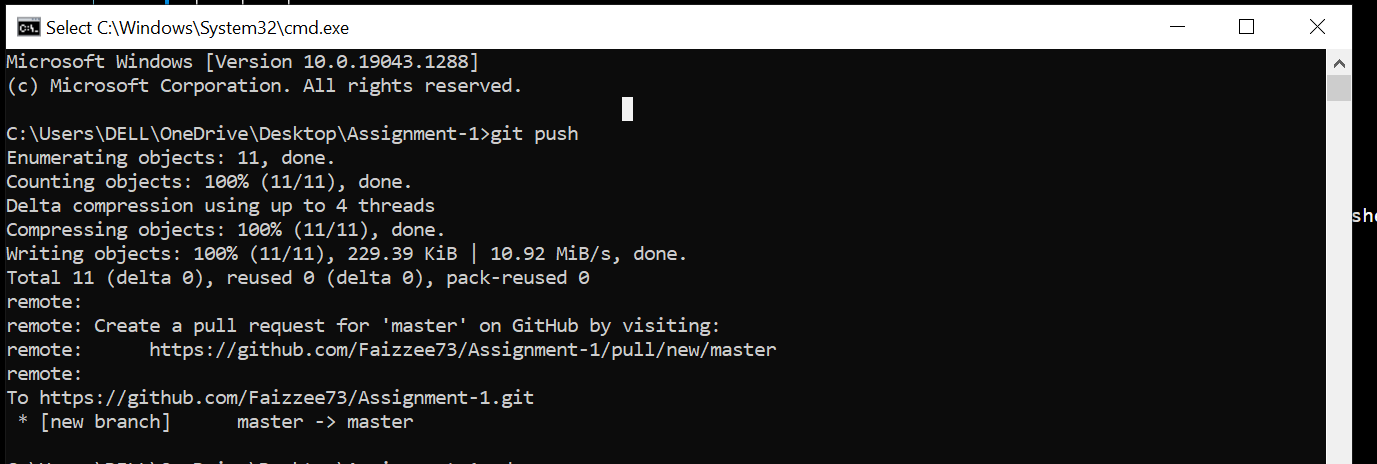 Select C:\Windows\System32\cmd.exe
Microsoft Windows [Version 10.0.19043.1288]
(c) Microsoft Corporation. All rights reserved.
C:\Users\DELL\OneDrive\Desktop\Assignment-1>git push
Enumerating objects: 11, done.
Counting objects: 100% (11/11), done.
Delta compression using up to 4 threads
Compressing objects: 100% (11/11), done.
Writing objects: 100% (11/11), 229.39 KiB | 10.92 MiB/s, done.
Total 11 (delta 0), reused 0 (delta 0), pack-reused 0
remote:
remote: Create a pull request for 'master' on GitHub by visiting:
remote:      https://github.com/Faizzee73/Assignment-1/pull/new/master
remote:
To https://github.com/Faizzee73/Assignment-1.git
 * [new branch]      master -> master